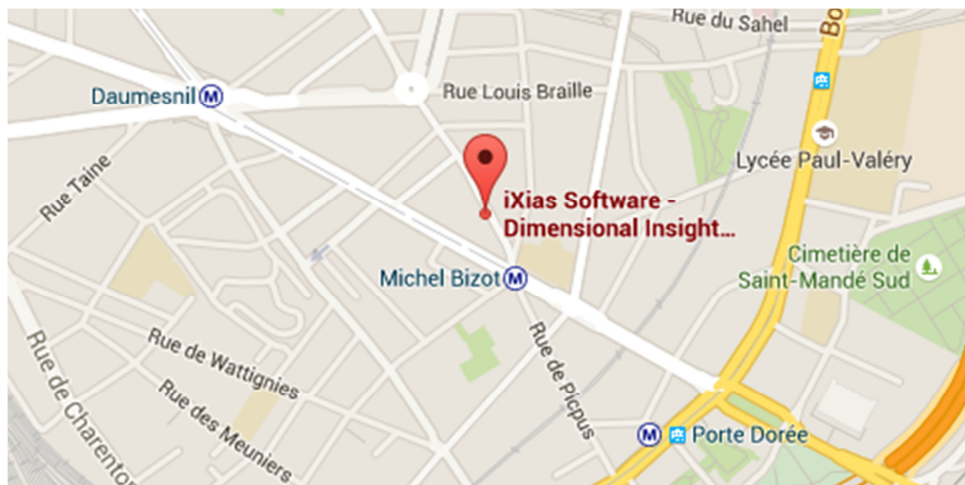 Rue du Sahel
Bo
Daumesnil M
Rue Louis Braille
Lycée Paul-Valéry
Rue Taine
iXias Software -
Dimensional Insight...
Cimetière de
Saint-Mandé Sud
Michel Bizot M
Rue de Wattignies
Rue de Picpus
Rue de Charenton
Rue des Meuniers
M Porte Dorée